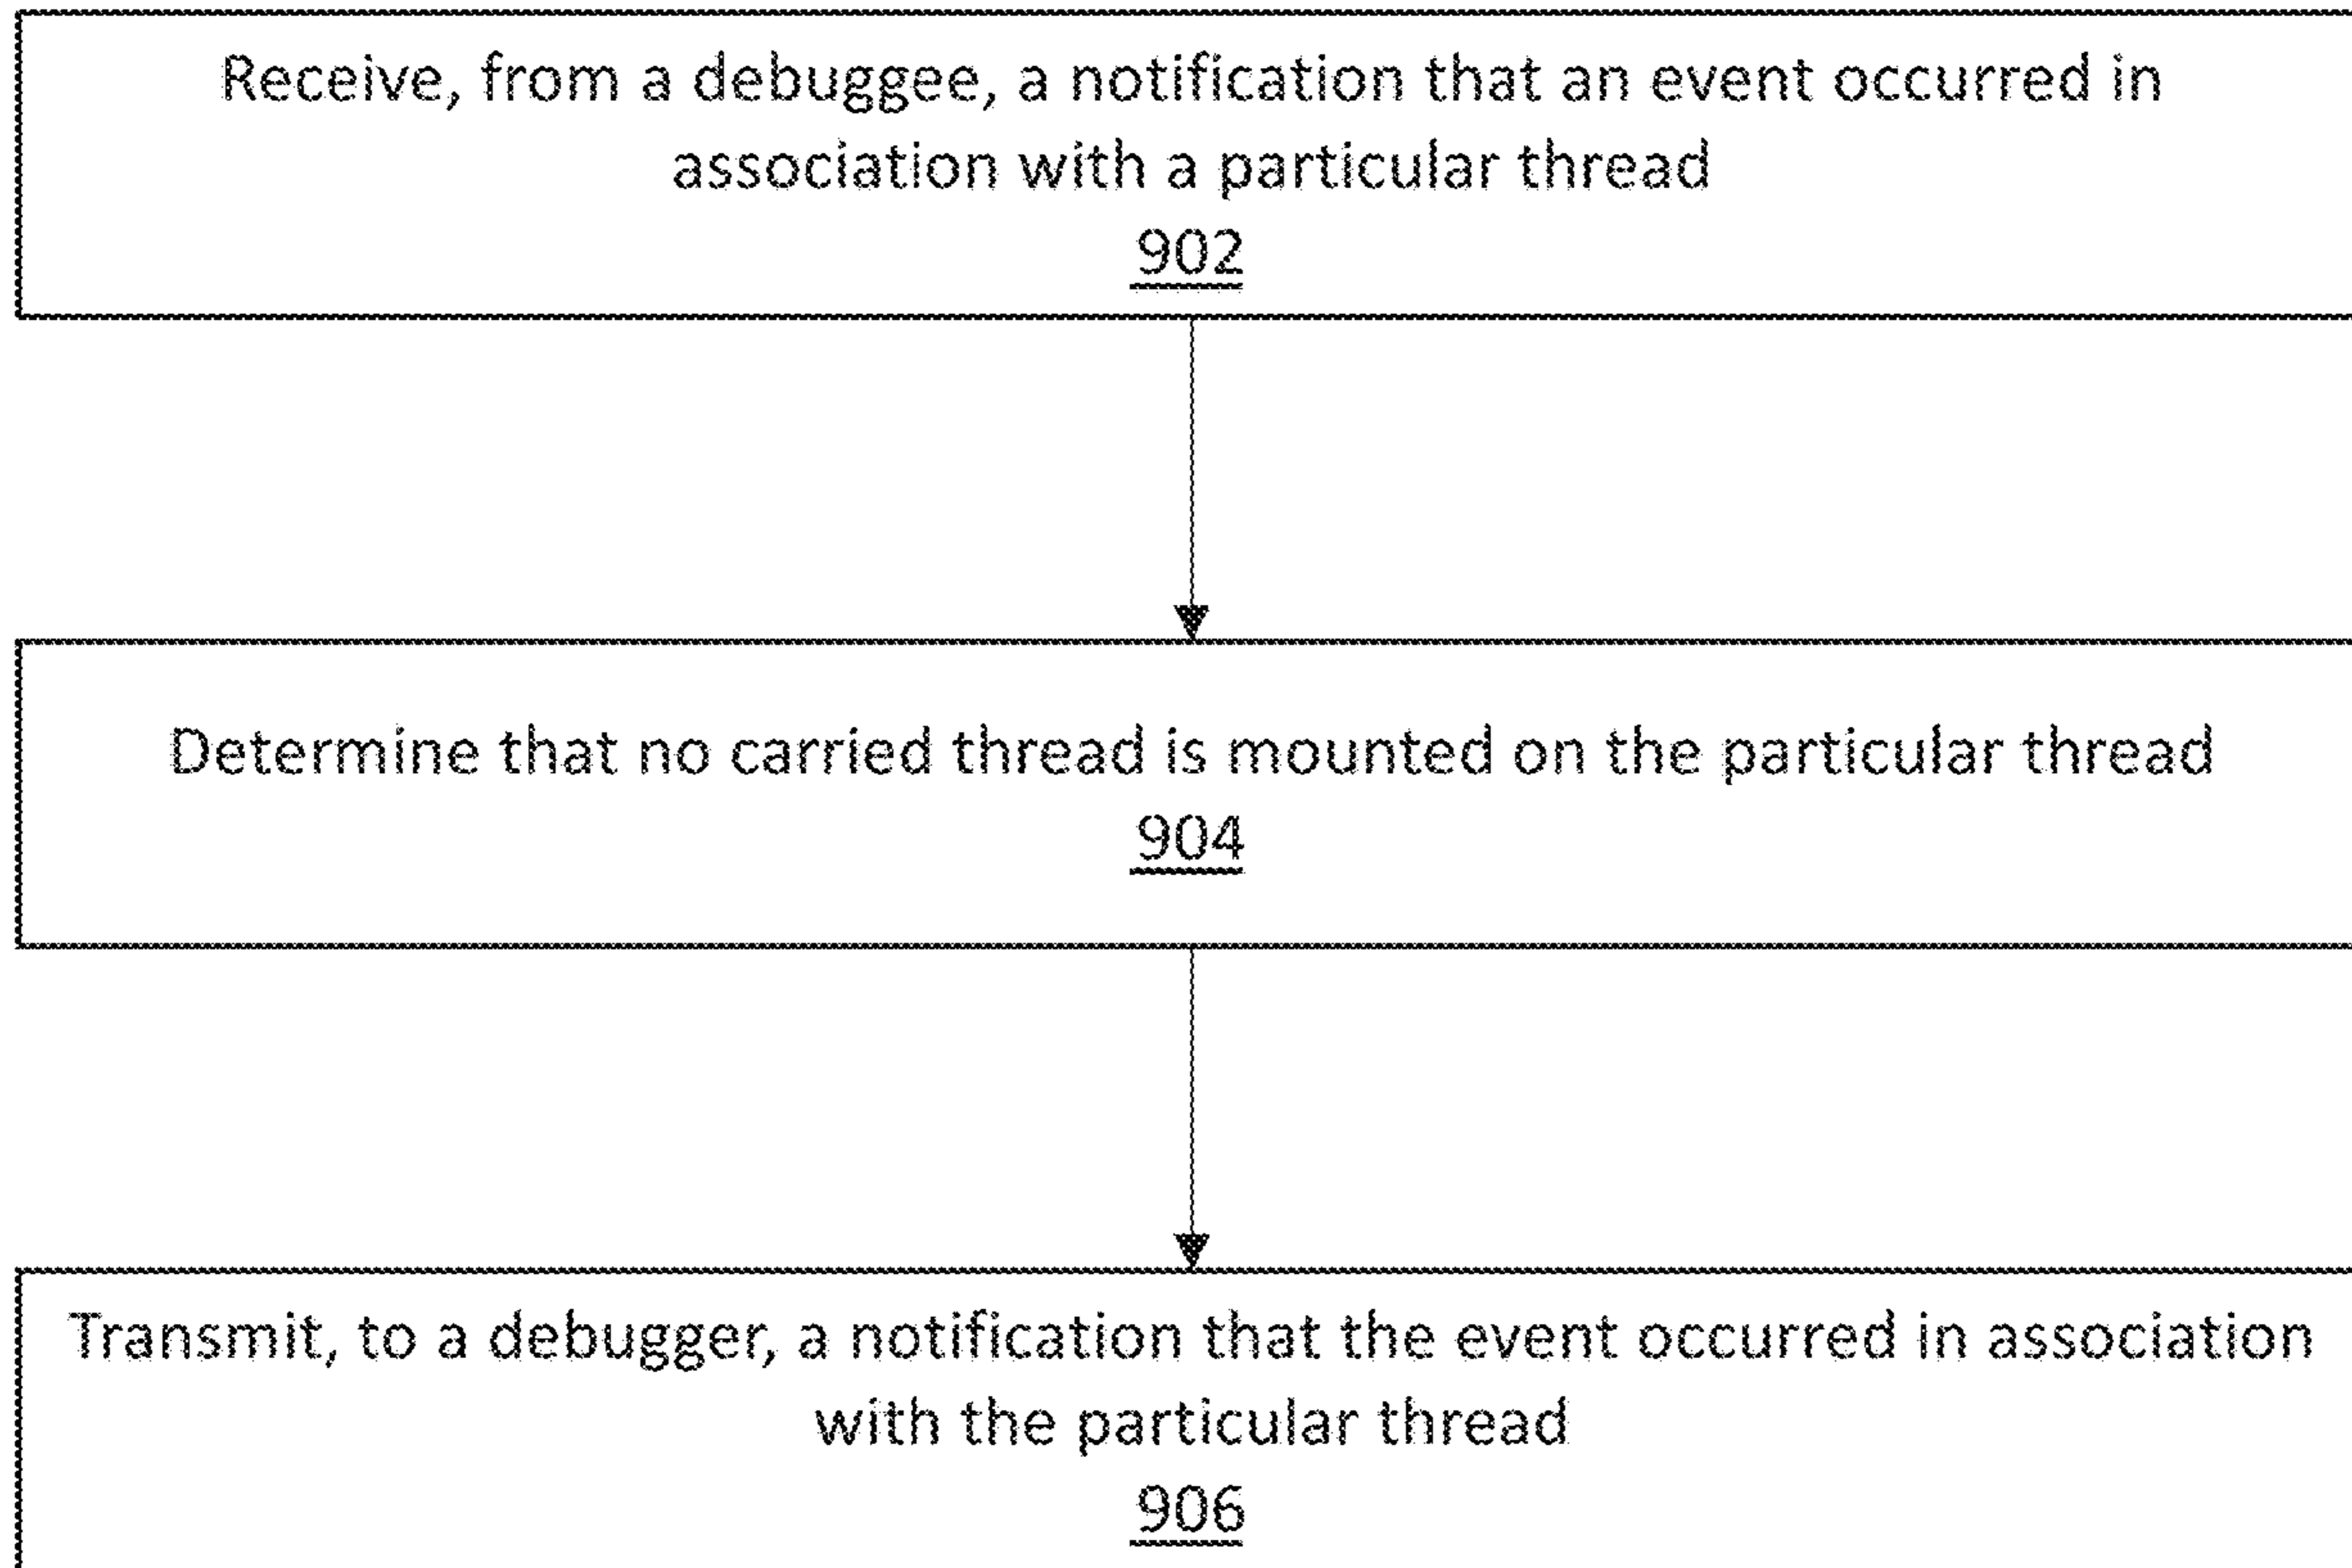 Receive, from a debuggee, a notification that an event occurred in
association with a particular thread
902
Determine that no carried thread is mounted on the particular thread
904
Transmit, to a debugger, a notification that the event occurred in association
with the particular thread
906